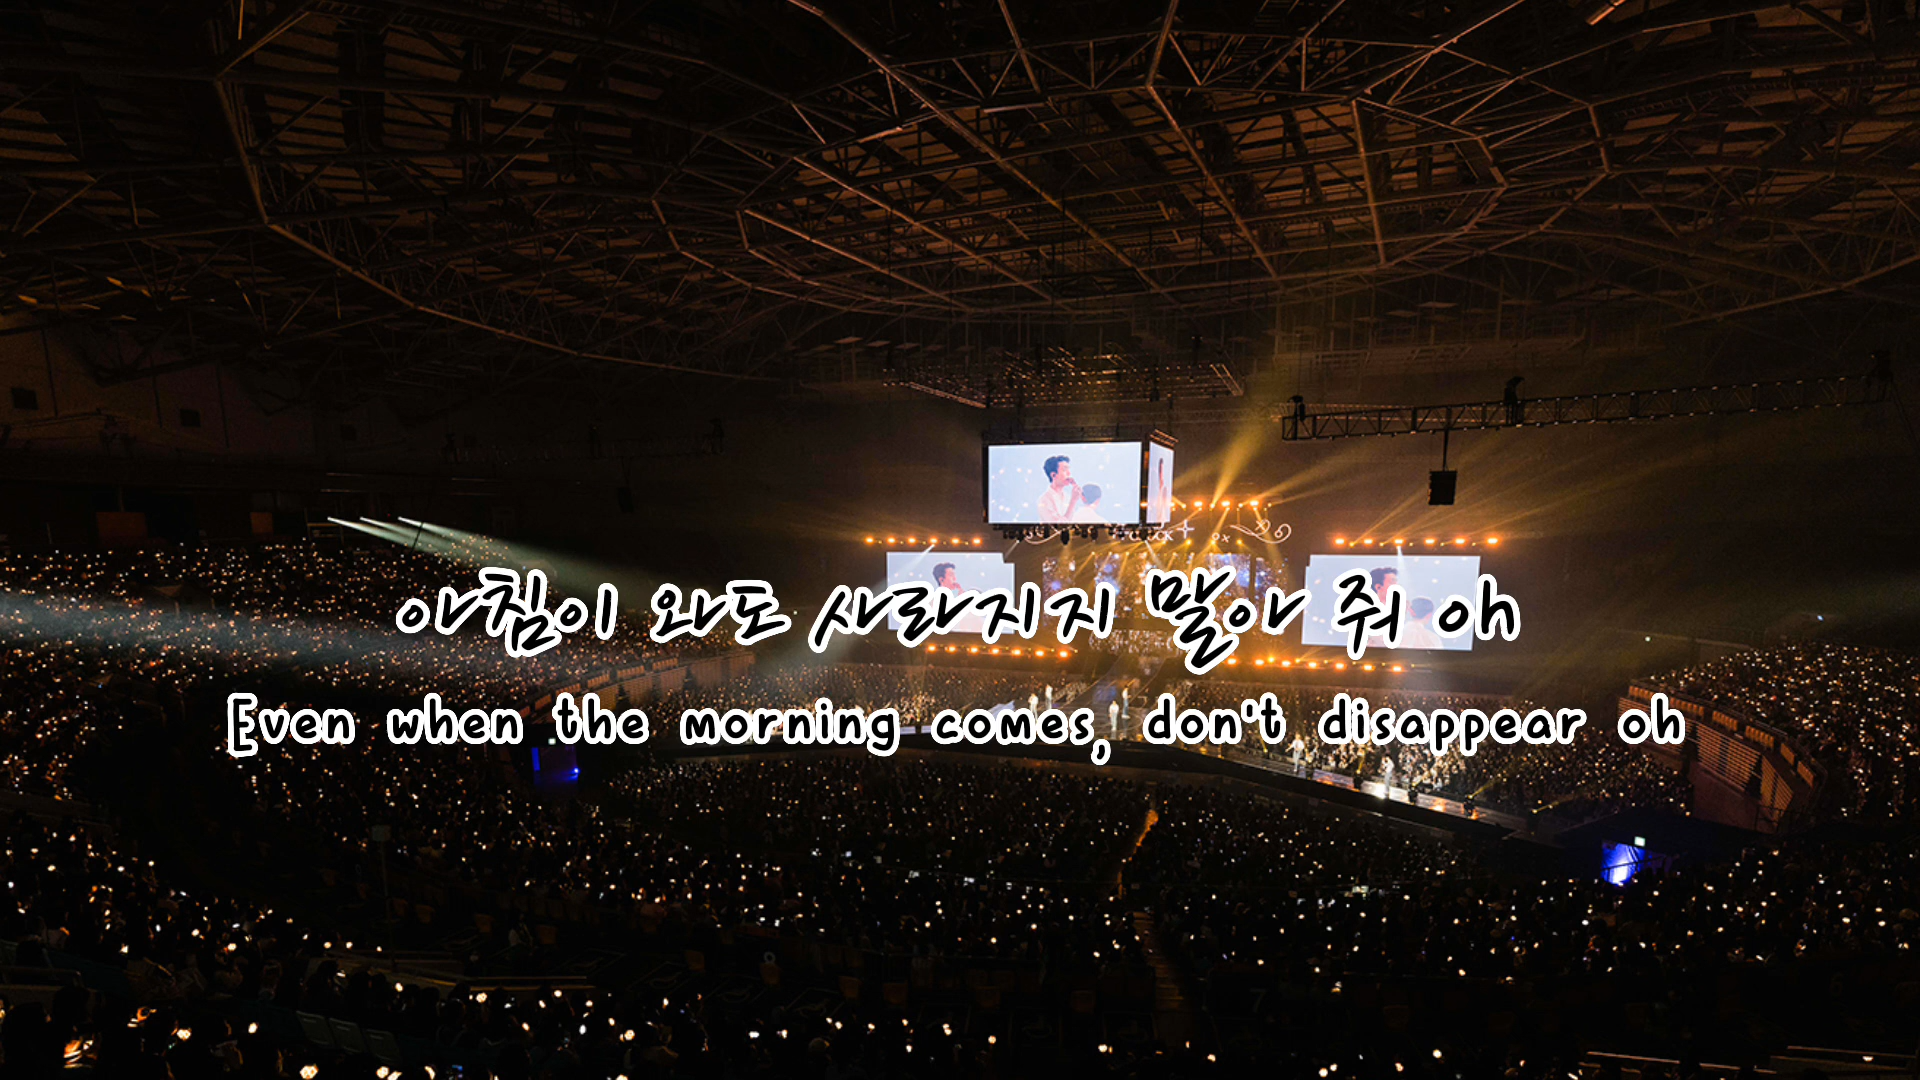 아침이 와도 사라지지 말아 줘 oh
Even when the morning comes, don't disappear oh